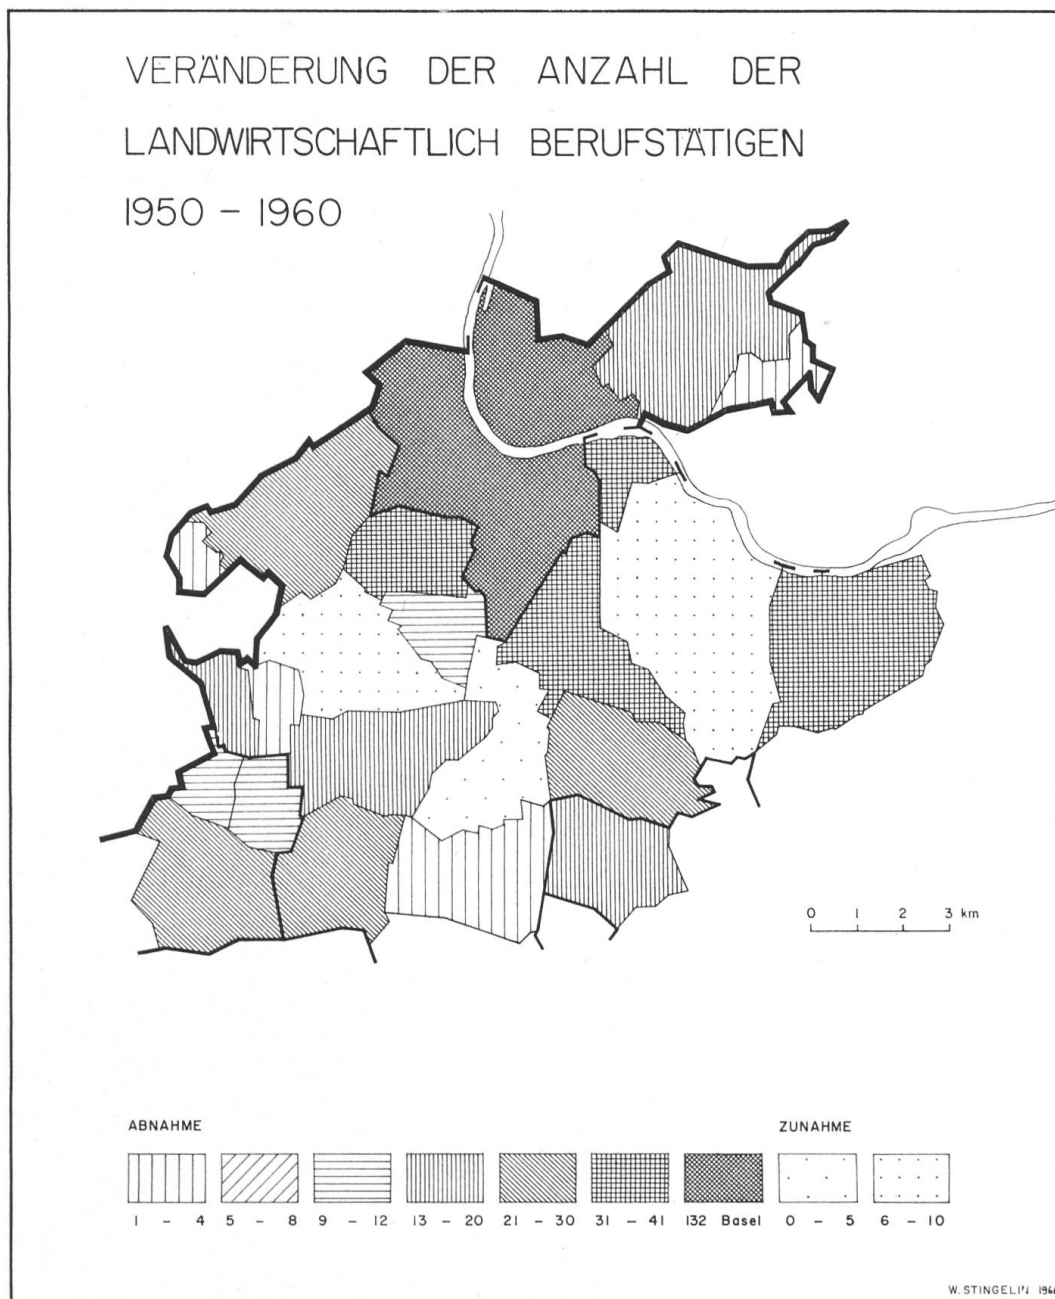 VERÄNDERUNG DER ANZAHL DER
LANDWIRTSCHAFTLICH BERUFSTÄTIGEN
1950 – 1960
0 1 2 3 km
ABNAHME ZUNAHME
1 – 4 5 – 8 9 – 12 13 – 20 21 – 30 31 – 41 132 Basel 0 – 5 6 – 10
W. STINGELIN